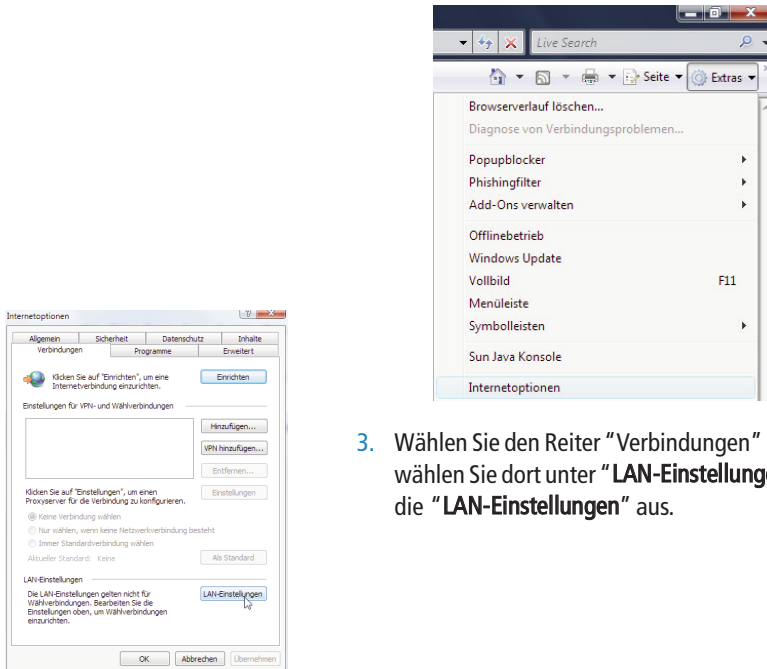 Live Search
Seite
Extras
Browserverlauf löschen...
Diagnose von Verbindungsproblemen...
Popupblocker
Phishingfilter
Add-Ons verwalten
Offlinebetrieb
Windows Update
Vollbild F11
Menüleiste
Symbolleisten
Sun Java Konsole
Internetoptionen
Internetoptionen
Allgemein Sicherheit Datenschutz Inhalte
Verbindungen Programme Erweitert
Klicken Sie auf "Einrichten", um eine
Internetverbindung einzurichten.
Einrichten
Einstellungen für VPN- und Wählverbindungen
Hinzufügen...
VPN hinzufügen...
Entfernen...
Klicken Sie auf "Einstellungen", um einen
Proxyserver für die Verbindung zu konfigurieren.
Einstellungen
Keine Verbindung wählen
Nur wählen, wenn keine Netzwerkverbindung besteht
Immer Standardverbindung wählen
Aktueller Standard: Keine
Als Standard
LAN-Einstellungen
Die LAN-Einstellungen gelten nicht für
Wählverbindungen. Bearbeiten Sie die
Einstellungen oben, um Wählverbindungen
einzurichten.
LAN-Einstellungen
OK Abbrechen Übernehmen
3. Wählen Sie den Reiter "Verbindungen"
wählen Sie dort unter "LAN-Einstellunge
die "LAN-Einstellungen" aus.